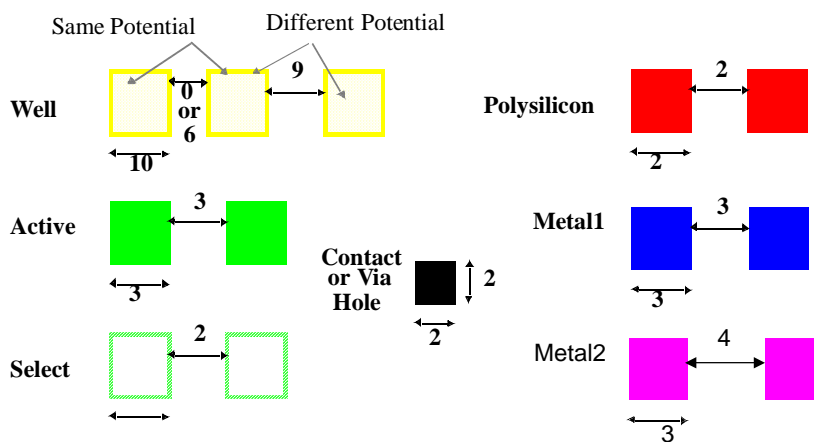 Same Potential
Different Potential
Well
0
or
6
9
10
Polysilicon
2
2
Active
3
3
Metal1
3
3
Contact
or Via
Hole
2
2
Select
2
Metal2
4
3